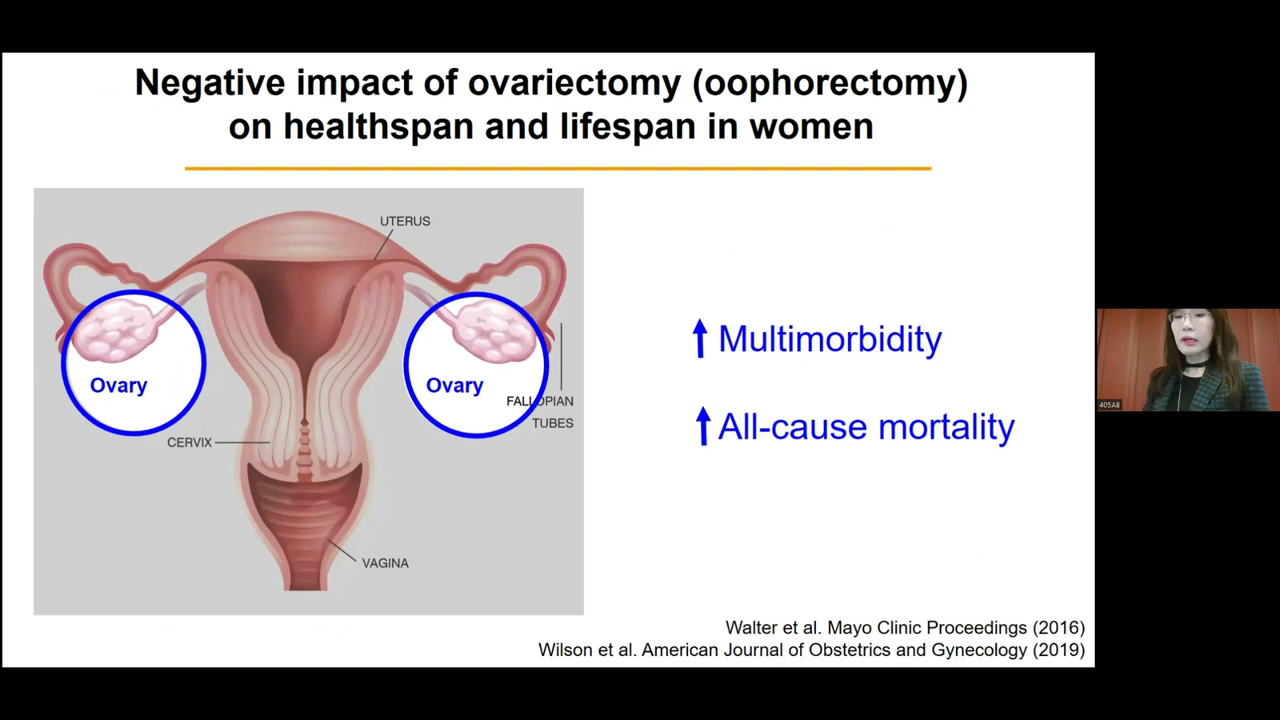 Negative impact of ovariectomy (oophorectomy)
on healthspan and lifespan in women
UTERUS
Ovary
Ovary
FALLOPIAN
TUBES
CERVIX
VAGINA
Multimorbidity
All-cause mortality
Walter et al. Mayo Clinic Proceedings (2016)
Wilson et al. American Journal of Obstetrics and Gynecology (2019)
405AB